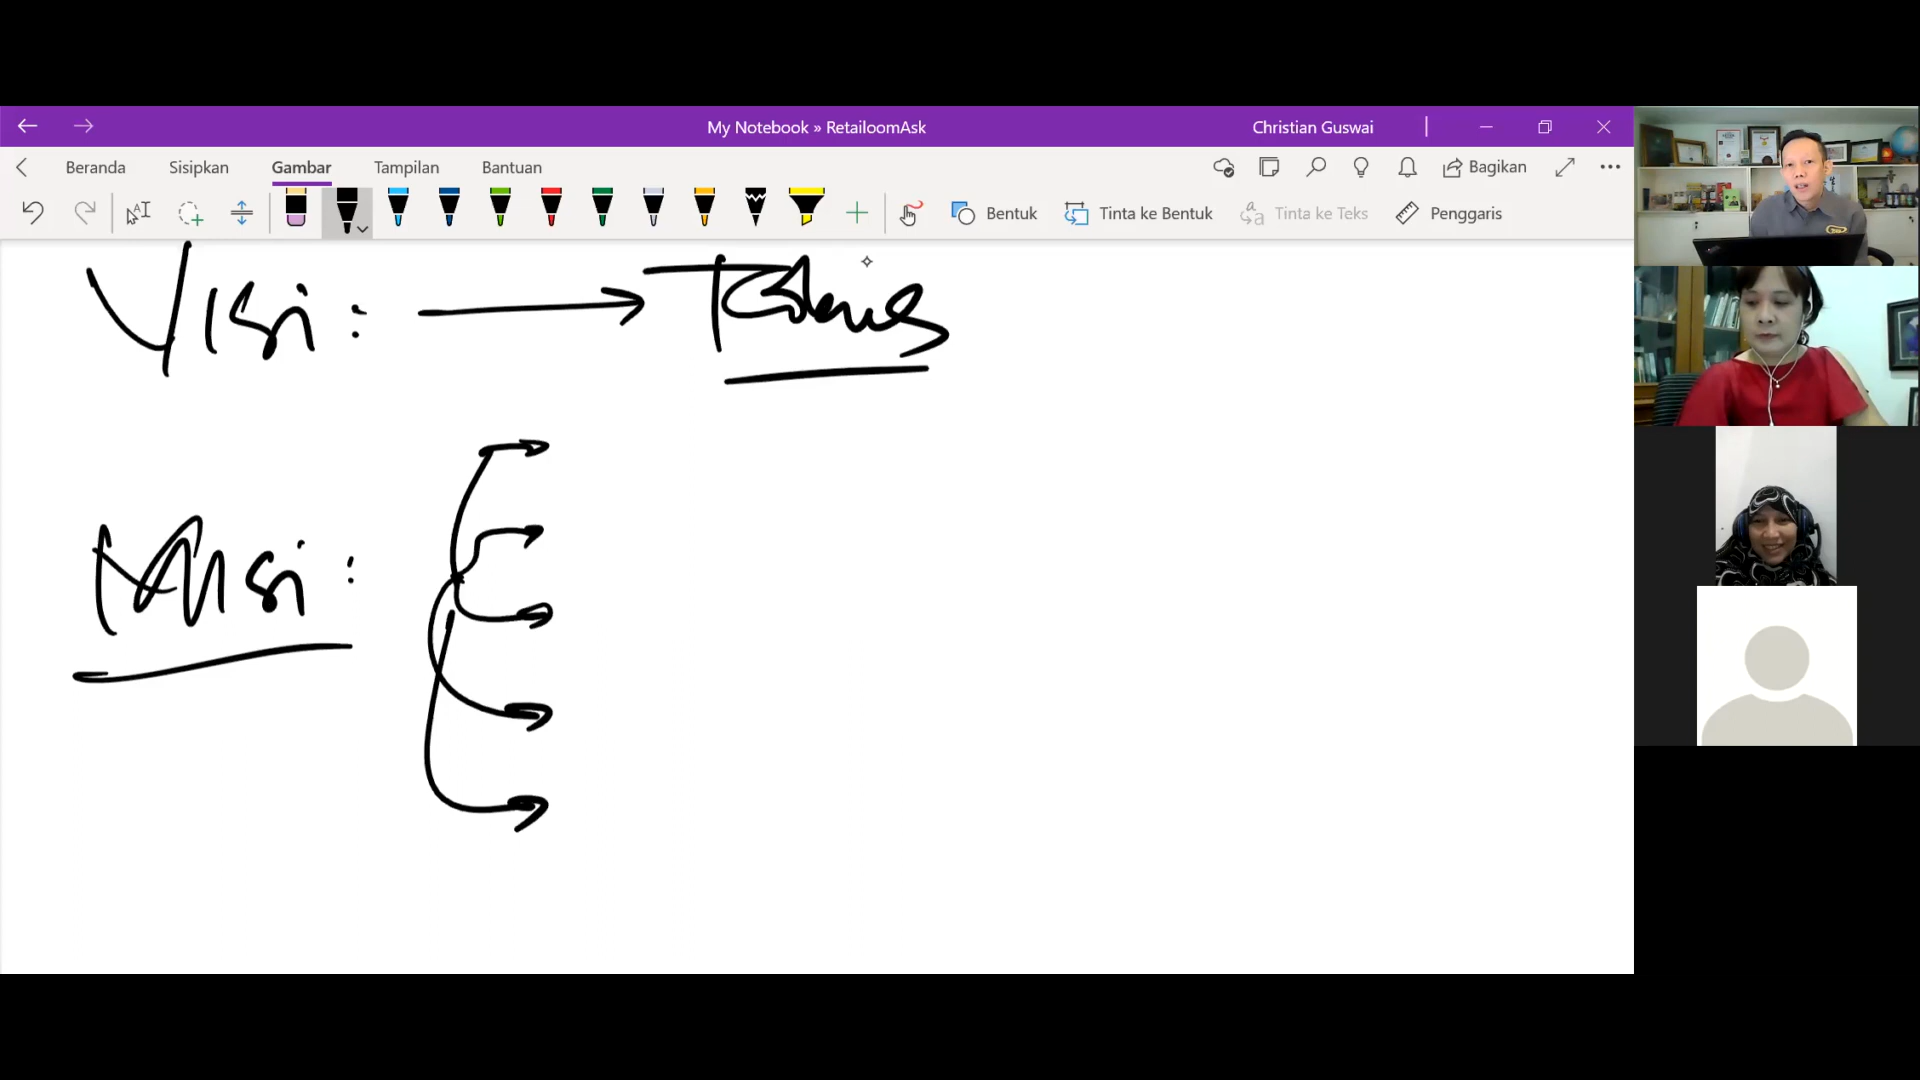 My Notebook » RetailoomAsk
Christian Guswai
Beranda Sisipkan Gambar Tampilan Bantuan
Bagikan
Bentuk Tinta ke Bentuk Tinta ke Teks Penggaris
Visi :
Misi :